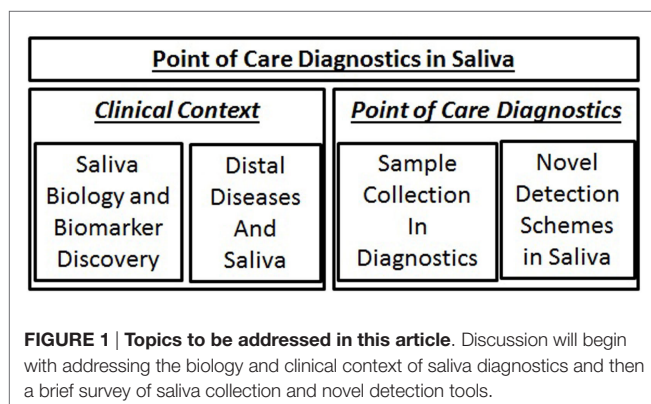 Point of Care Diagnostics in Saliva
Clinical Context
Saliva
Biology and
Biomarker
Discovery
Distal
Diseases
And
Saliva
Point of Care Diagnostics
Sample
Collection
In
Diagnostics
Novel
Detection
Schemes
in Saliva
FIGURE 1 | Topics to be addressed in this article. Discussion will begin
with addressing the biology and clinical context of saliva diagnostics and then
a brief survey of saliva collection and novel detection tools.